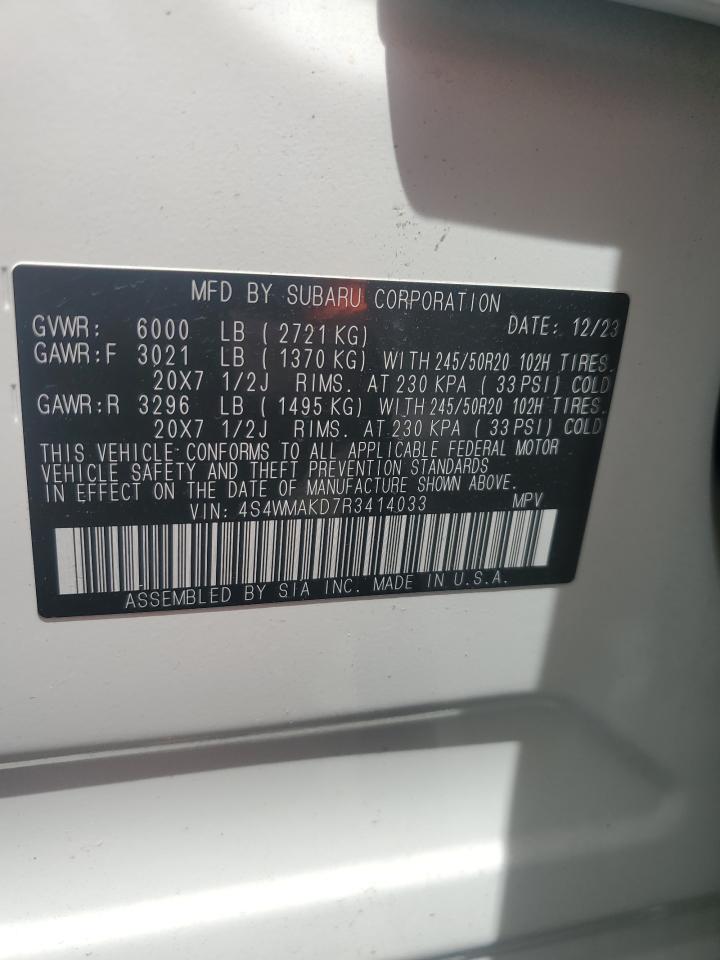 MFD BY SUBARU CORPORATION
GVWR: 6000 LB ( 2721 KG) DATE: 12/23
GAWR:F 3021 LB ( 1370 KG) WITH 245/50R20 102H TIRES.
20X7 1/2J RIMS. AT 230 KPA ( 33 PSI) COLD
GAWR:R 3296 LB ( 1495 KG) WITH 245/50R20 102H TIRES.
20X7 1/2J RIMS. AT 230 KPA ( 33 PSI) COLD
THIS VEHICLE CONFORMS TO ALL APPLICABLE FEDERAL MOTOR
VEHICLE SAFETY AND THEFT PREVENTION STANDARDS
IN EFFECT ON THE DATE OF MANUFACTURE SHOWN ABOVE.
VIN: 4S4WMAKD7R3414033 MPV
ASSEMBLED BY SIA INC. MADE IN U.S.A.